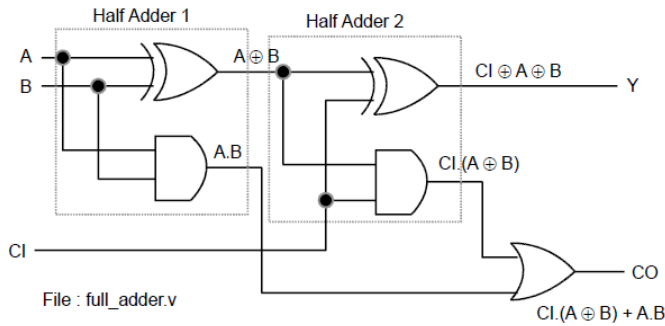 Half Adder 1
Half Adder 2
A
A ⊕ B
CI ⊕ A ⊕ B
B
Y
A.B
CI.(A ⊕ B)
CI
CO
File : full_adder.v
CI.(A ⊕ B) + A.B